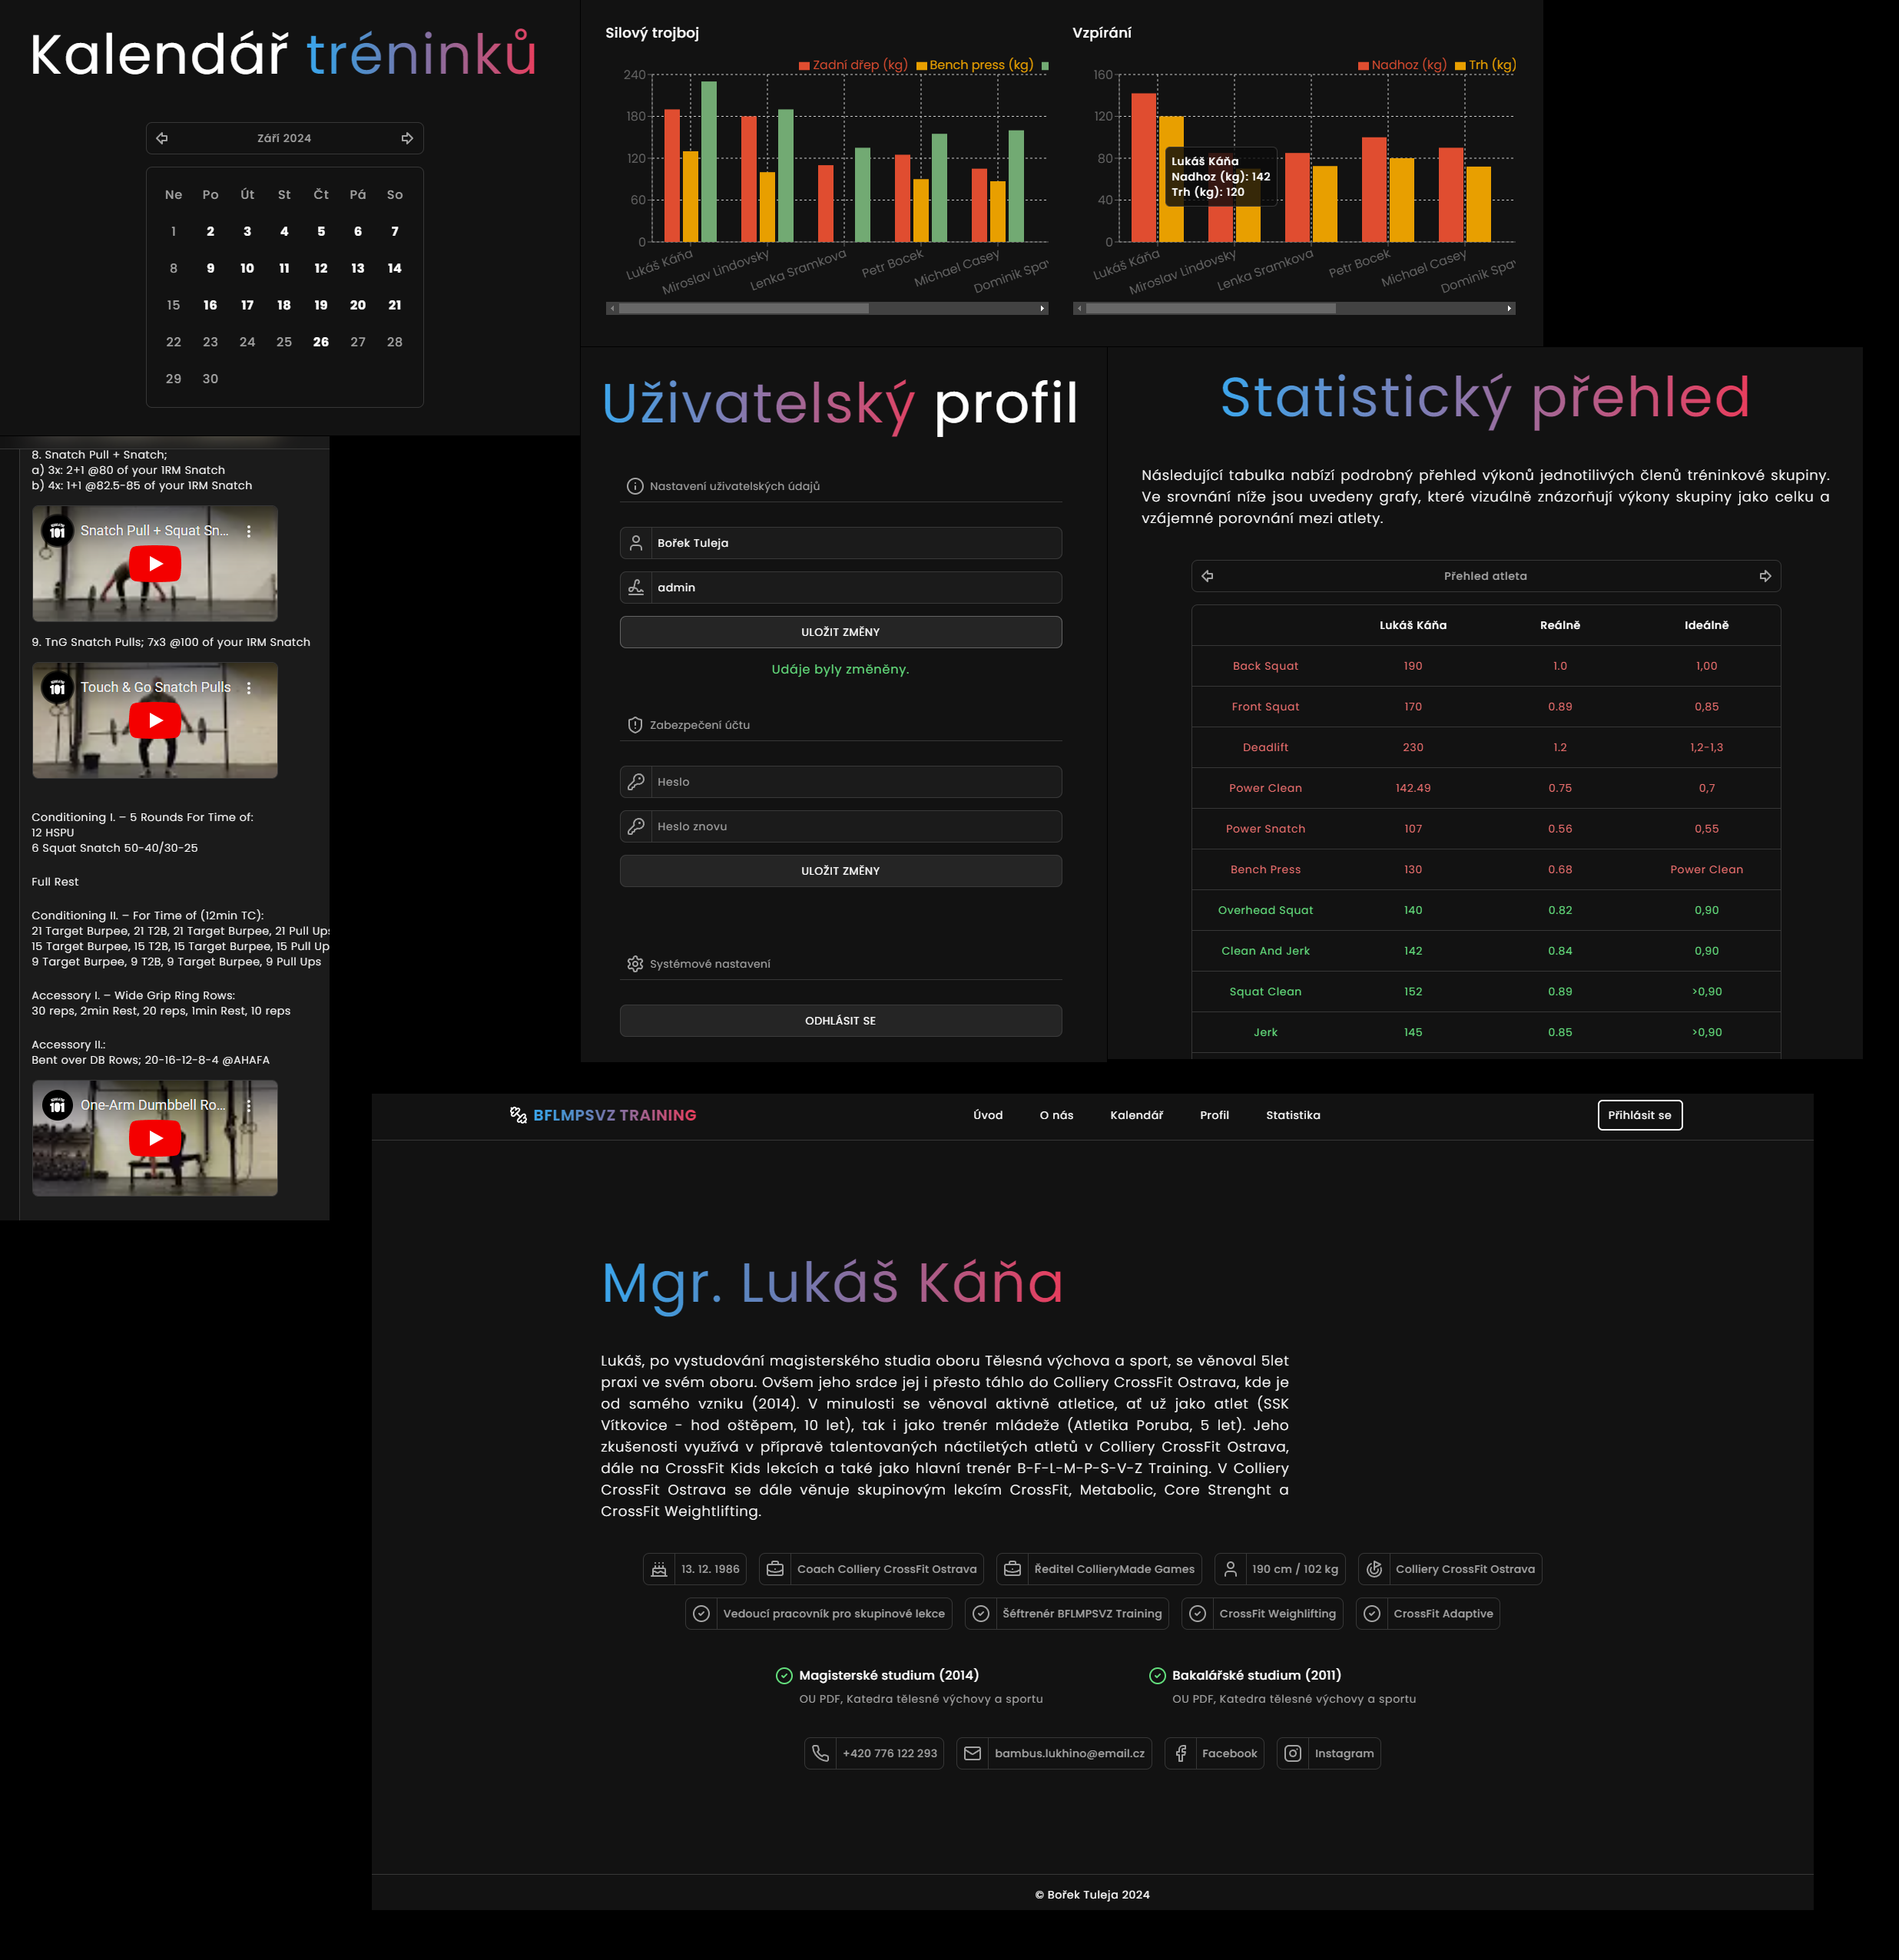 Kalendář tréninků
Září 2024
Ne Po Út St Čt Pá So
1 2 3 4 5 6 7
8 9 10 11 12 13 14
15 16 17 18 19 20 21
22 23 24 25 26 27 28
29 30
Silový trojboj
Zadní dřep (kg) Bench press (kg)
240
180
120
60
0
Lukáš Káňa
Miroslav Lindovsky
Lenka Sramkova
Petr Bocek
Michael Casey
Dominik Spa
Vzpírání
Nadhoz (kg) Trh (kg)
160
120
80
40
0
Lukáš Káňa
Nadhoz (kg): 142
Trh (kg): 120
Lukáš Káňa
Miroslav Lindovsky
Lenka Sramkova
Petr Bocek
Michael Casey
Dominik Spa
8. Snatch Pull + Snatch;
a) 3x: 2+1 @80 of your 1RM Snatch
b) 4x: 1+1 @82.5-85 of your 1RM Snatch
101 Snatch Pull + Squat Sn...
9. TnG Snatch Pulls; 7x3 @100 of your 1RM Snatch
101 Touch & Go Snatch Pulls
Conditioning I. – 5 Rounds For Time of:
12 HSPU
6 Squat Snatch 50-40/30-25
Full Rest
Conditioning II. – For Time of (12min TC):
21 Target Burpee, 21 T2B, 21 Target Burpee, 21 Pull Ups
15 Target Burpee, 15 T2B, 15 Target Burpee, 15 Pull Up
9 Target Burpee, 9 T2B, 9 Target Burpee, 9 Pull Ups
Accessory I. – Wide Grip Ring Rows:
30 reps, 2min Rest, 20 reps, 1min Rest, 10 reps
Accessory II.:
Bent over DB Rows; 20-16-12-8-4 @AHAFA
101 One-Arm Dumbbell Ro...
Uživatelský profil
Nastavení uživatelských údajů
Bořek Tuleja
admin
ULOŽIT ZMĚNY
Udáje byly změněny.
Zabezpečení účtu
Heslo
Heslo znovu
ULOŽIT ZMĚNY
Systémové nastavení
ODHLÁSIT SE
Statistický přehled
Následující tabulka nabízí podrobný přehled výkonů jednotilivých členů tréninkové skupiny.
Ve srovnání níže jsou uvedeny grafy, které vizuálně znázorňují výkony skupiny jako celku a
vzájemné porovnání mezi atlety.
Přehled atleta
Lukáš Káňa Reálně Ideálně
Back Squat 190 1.0 1,00
Front Squat 170 0.89 0,85
Deadlift 230 1.2 1,2-1,3
Power Clean 142.49 0.75 0,7
Power Snatch 107 0.56 0,55
Bench Press 130 0.68 Power Clean
Overhead Squat 140 0.82 0,90
Clean And Jerk 142 0.84 0,90
Squat Clean 152 0.89 >0,90
Jerk 145 0.85 >0,90
BFLMPSVZ TRAINING Úvod O nás Kalendář Profil Statistika Přihlásit se
Mgr. Lukáš Káňa
Lukáš, po vystudování magisterského studia oboru Tělesná výchova a sport, se věnoval 5let
praxi ve svém oboru. Ovšem jeho srdce jej i přesto táhlo do Colliery CrossFit Ostrava, kde je
od samého vzniku (2014). V minulosti se věnoval aktivně atletice, ať už jako atlet (SSK
Vítkovice - hod oštěpem, 10 let), tak i jako trenér mládeže (Atletika Poruba, 5 let). Jeho
zkušenosti využívá v přípravě talentovaných náctiletých atletů v Colliery CrossFit Ostrava,
dále na CrossFit Kids lekcích a také jako hlavní trenér B-F-L-M-P-S-V-Z Training. V Colliery
CrossFit Ostrava se dále věnuje skupinovým lekcím CrossFit, Metabolic, Core Strenght a
CrossFit Weightlifting.
13. 12. 1986 Coach Colliery CrossFit Ostrava Ředitel CollieryMade Games 190 cm / 102 kg Colliery CrossFit Ostrava
Vedoucí pracovník pro skupinové lekce Šéftrenér BFLMPSVZ Training CrossFit Weighlifting CrossFit Adaptive
Magisterské studium (2014) Bakalářské studium (2011)
OU PDF, Katedra tělesné výchovy a sportu OU PDF, Katedra tělesné výchovy a sportu
+420 776 122 293 bambus.lukhino@email.cz Facebook Instagram
© Bořek Tuleja 2024